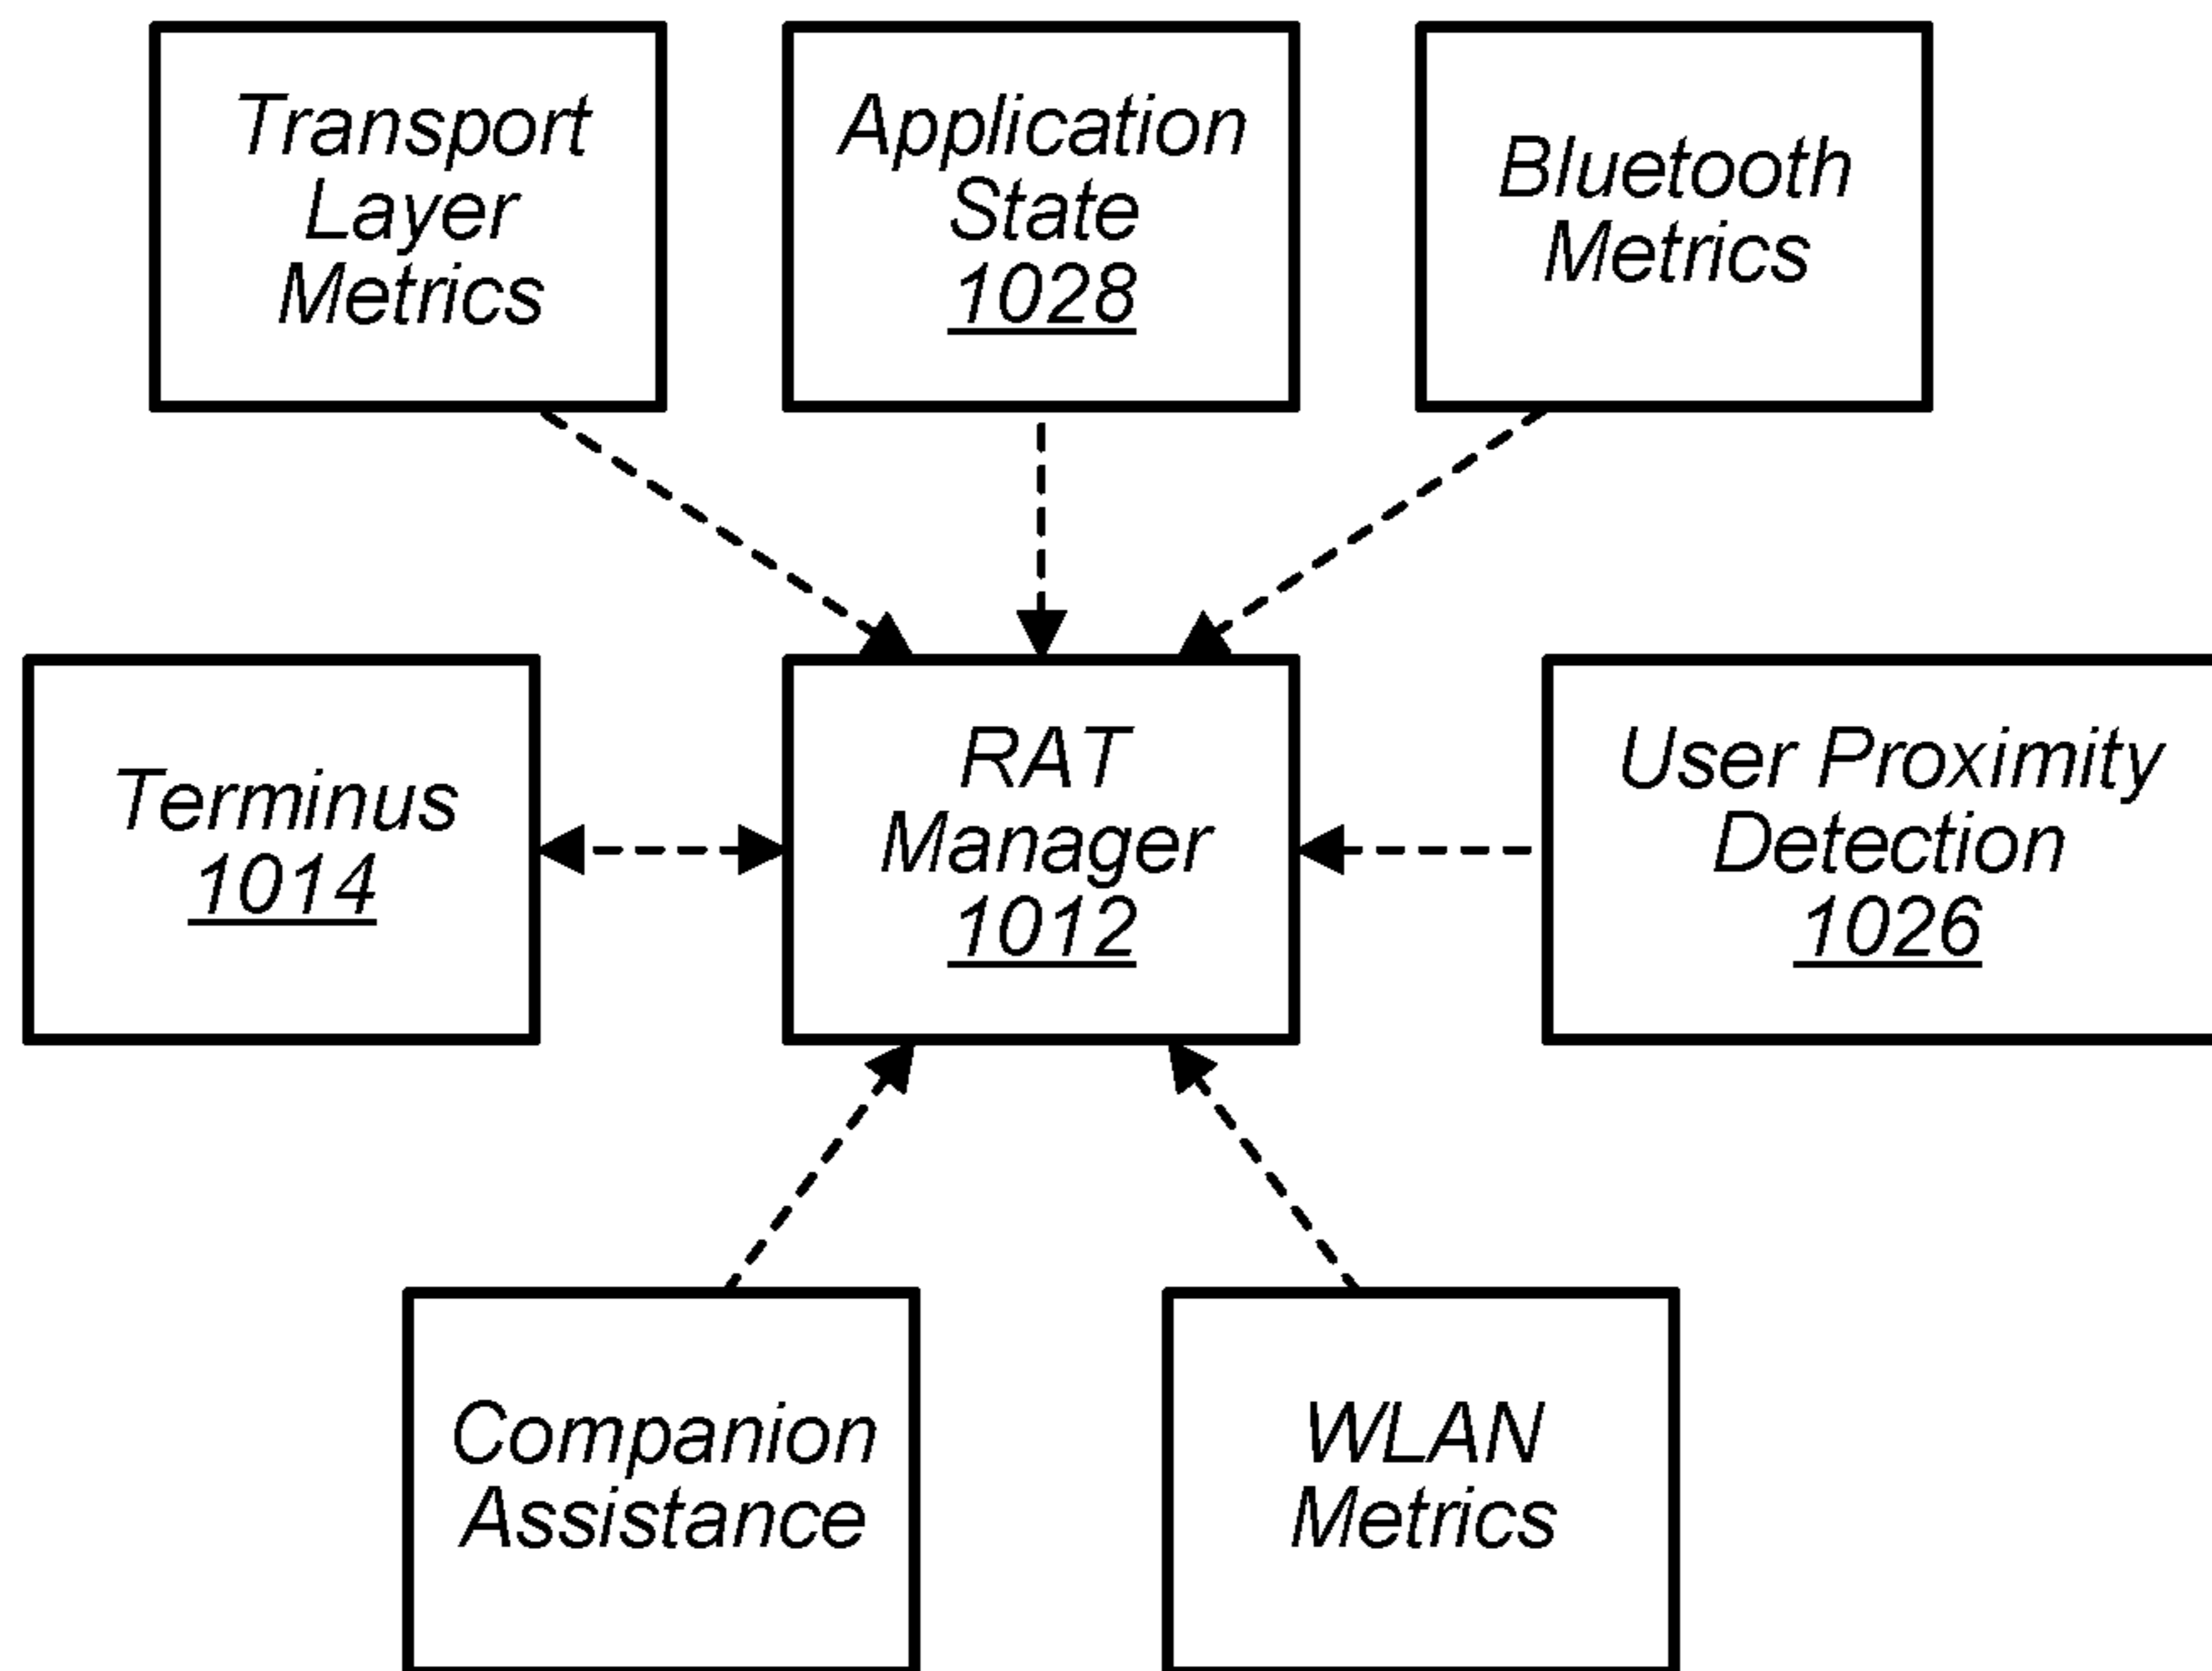 Transport
Layer
Metrics
Application
State
1028
Bluetooth
Metrics
Terminus
1014
RAT
Manager
1012
User Proximity
Detection
1026
Companion
Assistance
WLAN
Metrics